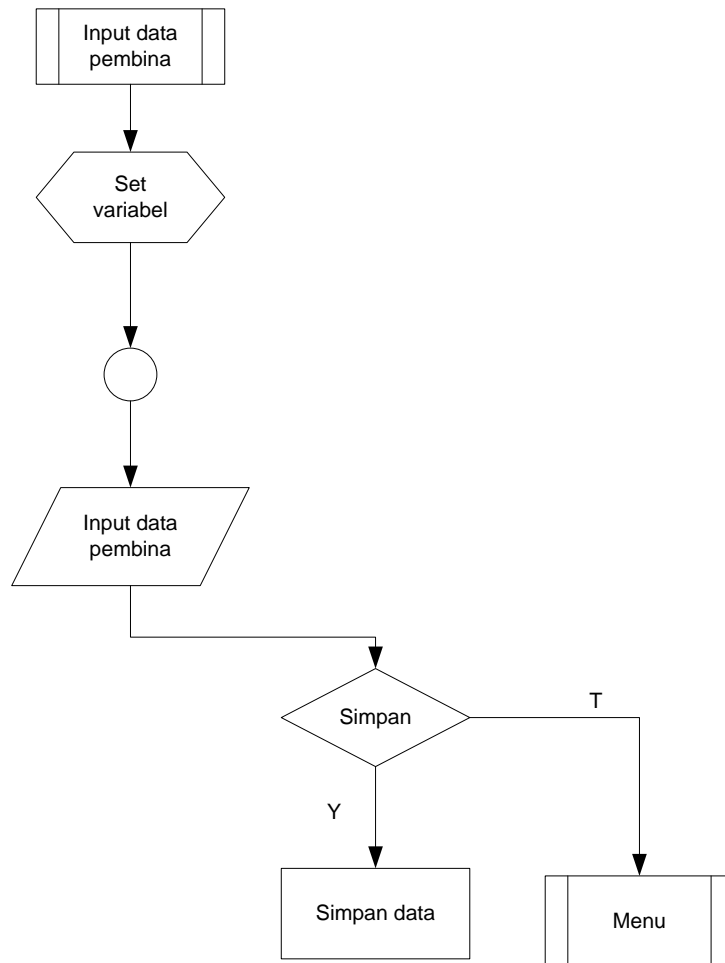 Input data
pembina
Set
variabel
Input data
pembina
Simpan
T
Y
Simpan data
Menu